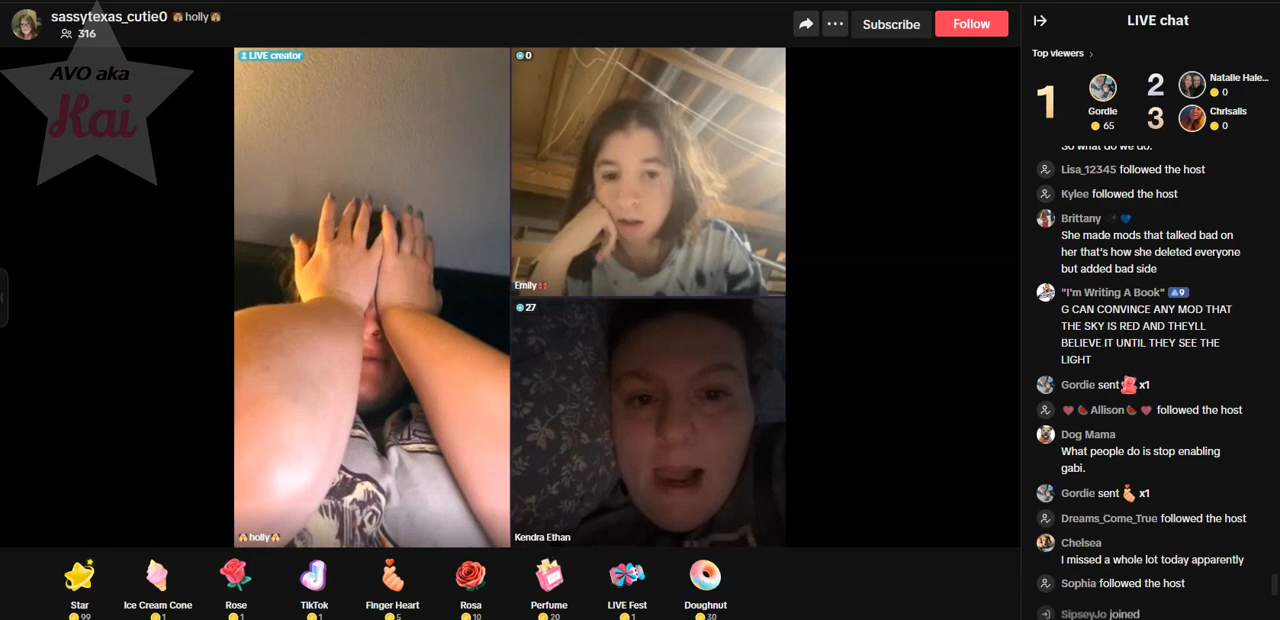 sassytexas_cutie0 🙈holly🙈
316
Subscribe
Follow
AVO aka
Kai
LIVE creator
0
Emily
27
holly
Kendra Ethan
Star
99
Ice Cream Cone
1
Rose
1
TikTok
1
Finger Heart
5
Rosa
10
Perfume
20
LIVE Fest
1
Doughnut
30
LIVE chat
Top viewers
1
Gordie
65
2
Natalie Hale...
0
3
Chrisalis
0
So what do we do.
Lisa_12345 followed the host
Kylee followed the host
Brittany 🖤💙
She made mods that talked bad on
her that's how she deleted everyone
but added bad side
"I'm Writing A Book" 9
G CAN CONVINCE ANY MOD THAT
THE SKY IS RED AND THEYLL
BELIEVE IT UNTIL THEY SEE THE
LIGHT
Gordie sent x1
💗🍉Allison🍉💗 followed the host
Dog Mama
What people do is stop enabling
gabi.
Gordie sent x1
Dreams_Come_True followed the host
Chelsea
I missed a whole lot today apparently
Sophia followed the host
SipseyJo joined